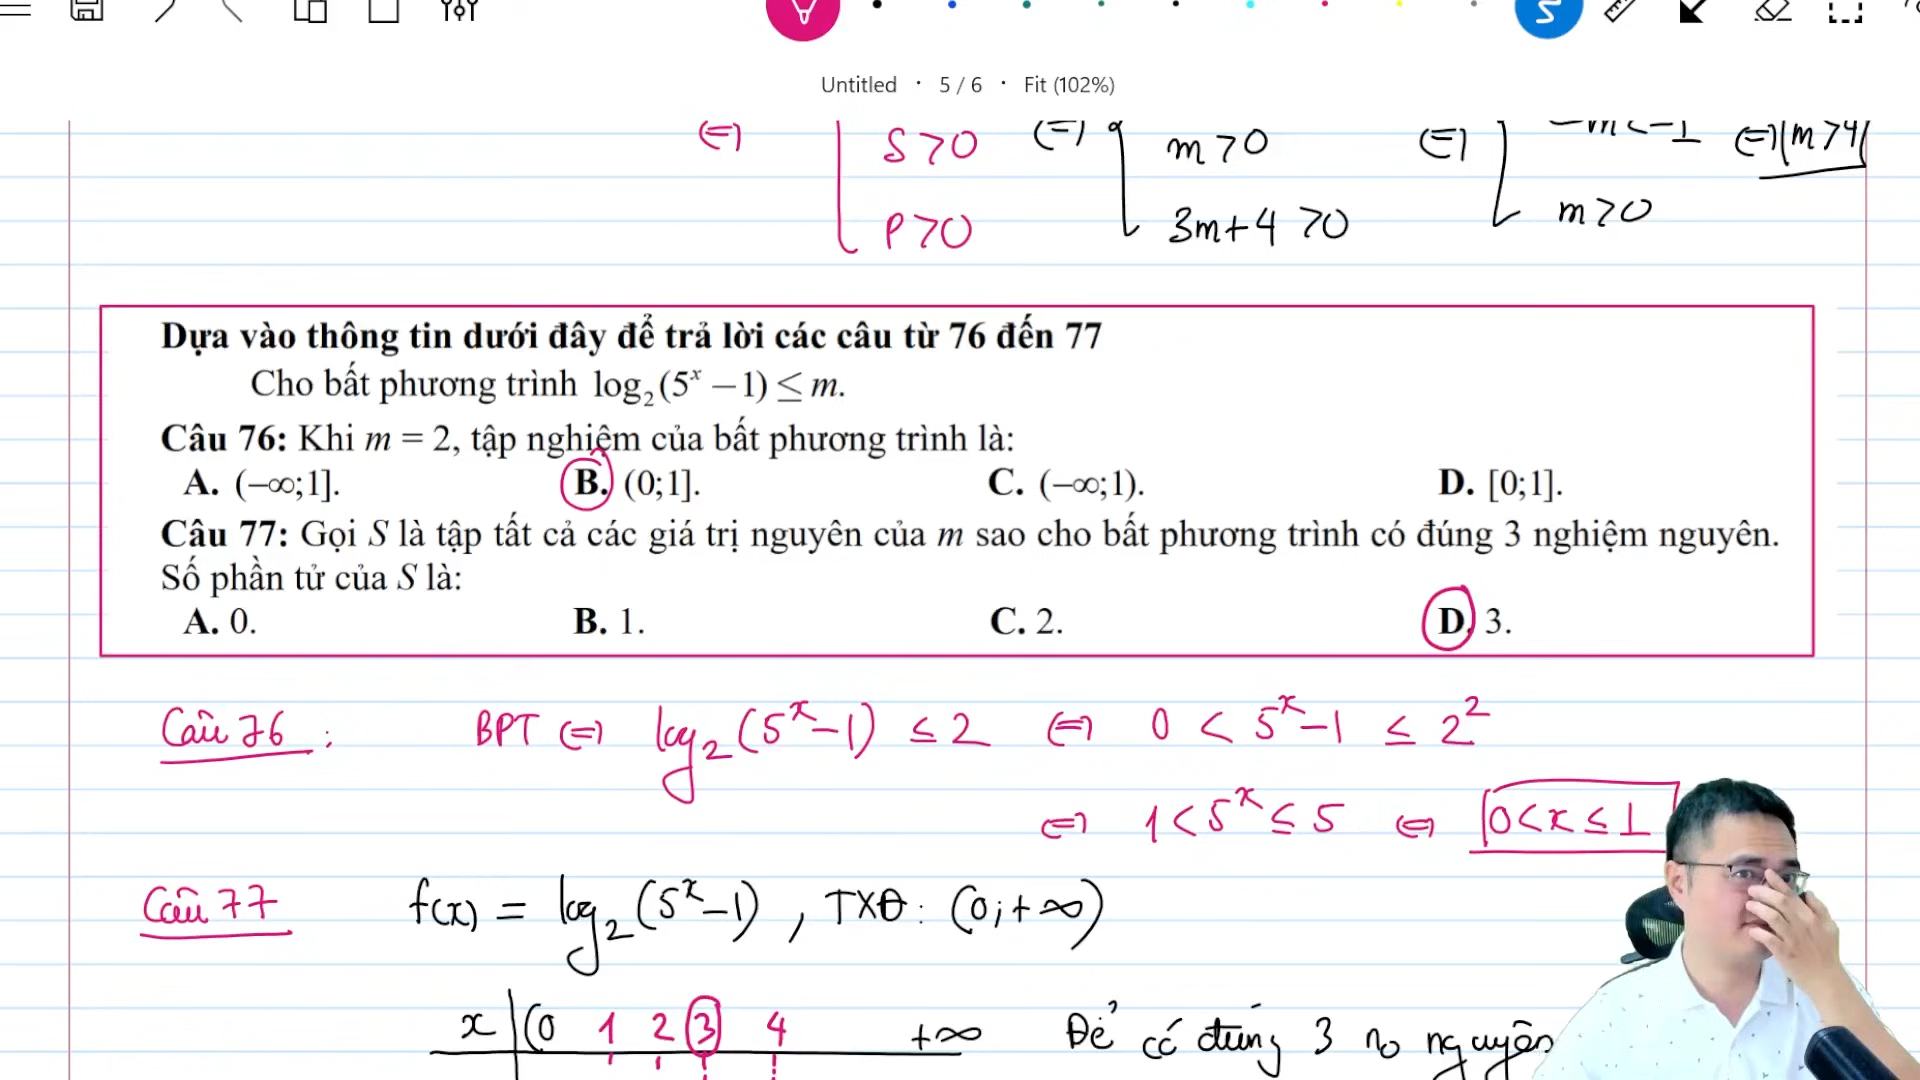 Untitled · 5 / 6 · Fit (102%)
(=) S > 0 (=) m > 0 (=) -m < -1 (=) m > 4
P > 0 3m + 4 > 0 m > 0
Dựa vào thông tin dưới đây để trả lời các câu từ 76 đến 77
Cho bất phương trình log₂(5ˣ − 1) ≤ m.
Câu 76: Khi m = 2, tập nghiệm của bất phương trình là:
A. (−∞;1]. B. (0;1]. C. (−∞;1). D. [0;1].
Câu 77: Gọi S là tập tất cả các giá trị nguyên của m sao cho bất phương trình có đúng 3 nghiệm nguyên.
Số phần tử của S là:
A. 0. B. 1. C. 2. D. 3.
Câu 76 : BPT (=) log₂(5ˣ−1) ≤ 2 (=) 0 < 5ˣ−1 ≤ 2²
(=) 1 < 5ˣ ≤ 5 (=) 0 < x ≤ 1
Câu 77 f(x) = log₂(5ˣ−1) , TXĐ : (0;+∞)
x (0 1 2 3 4 +∞ Để có đúng 3 no nguyên